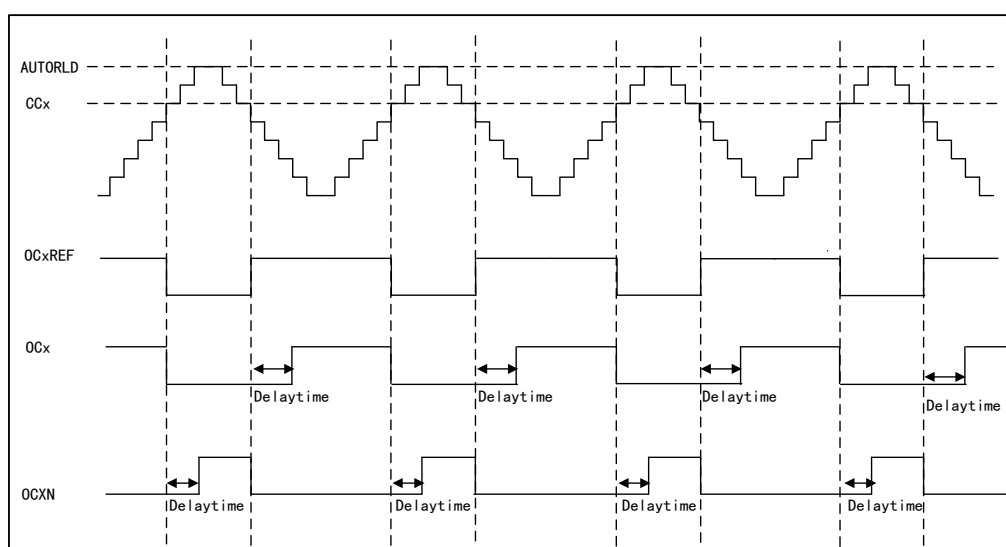 AUTORLD
CCx
OCxREF
OCx
Delaytime
Delaytime
Delaytime
Delaytime
OCXN
Delaytime
Delaytime
Delaytime
Delaytime